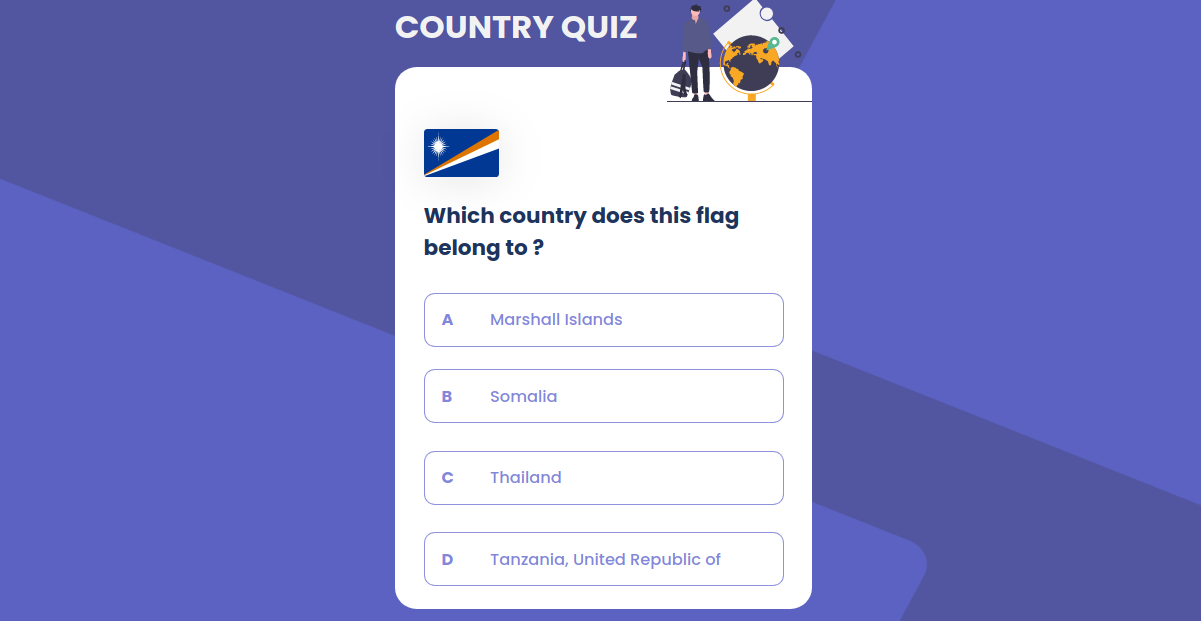 COUNTRY QUIZ
Which country does this flag
belong to ?
A Marshall Islands
B Somalia
C Thailand
D Tanzania, United Republic of